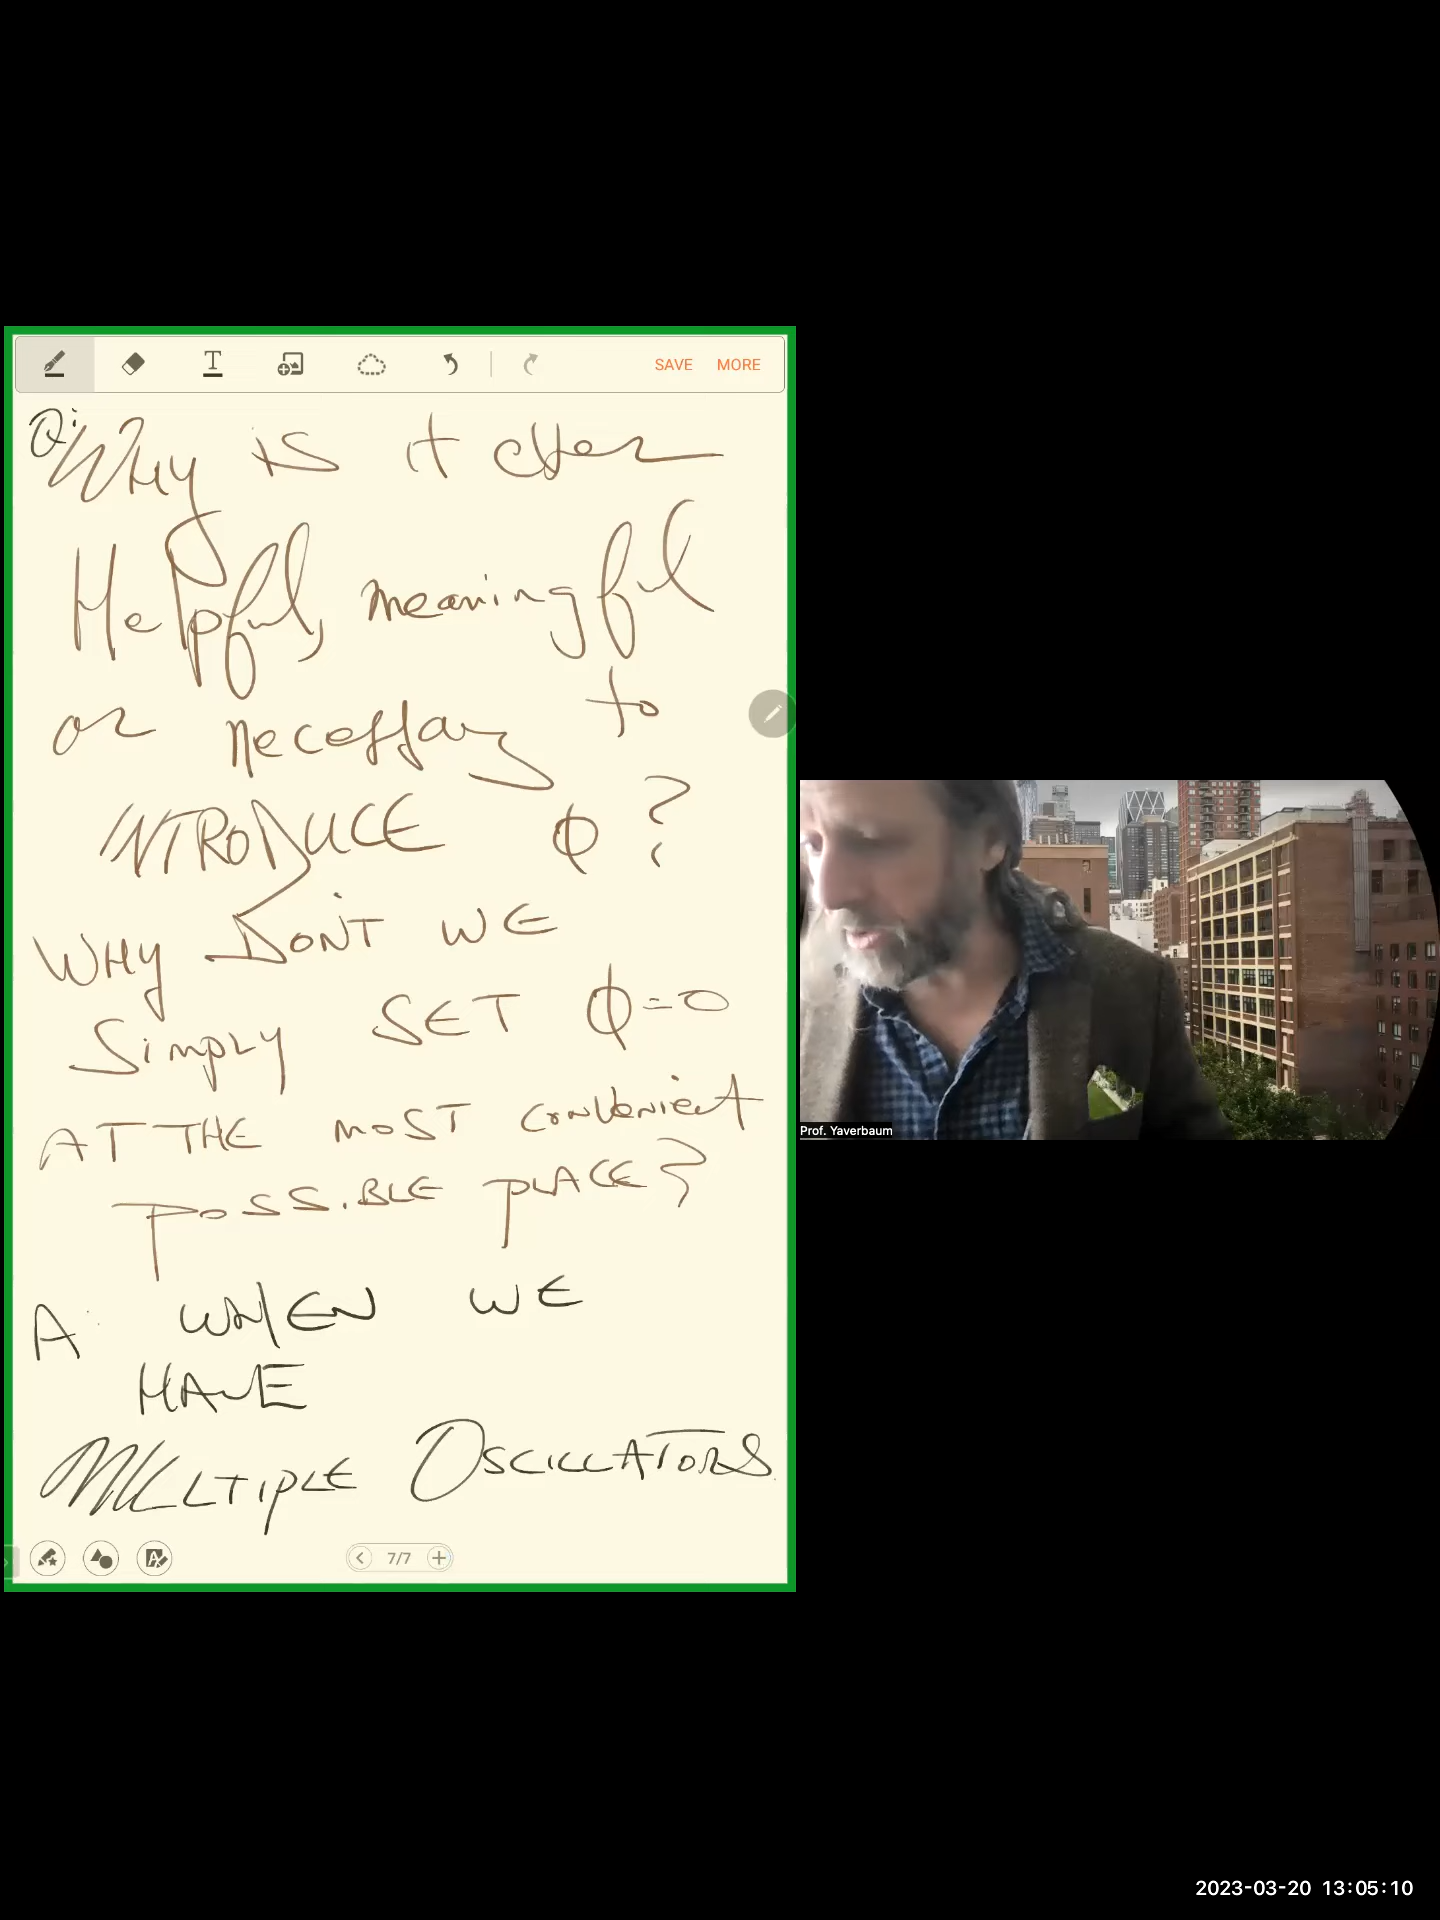 T
SAVE MORE
Q: Why is it ever
Helpful, meaningful
or necessary to
INTRODUCE φ ?
WHY DON'T WE
Simply SET φ=0
AT THE MOST convenient
POSSIBLE PLACE?
A: WHEN WE
HAVE
MULTIPLE OSCILLATORS
7/7
Prof. Yaverbaum
2023-03-20 13:05:10